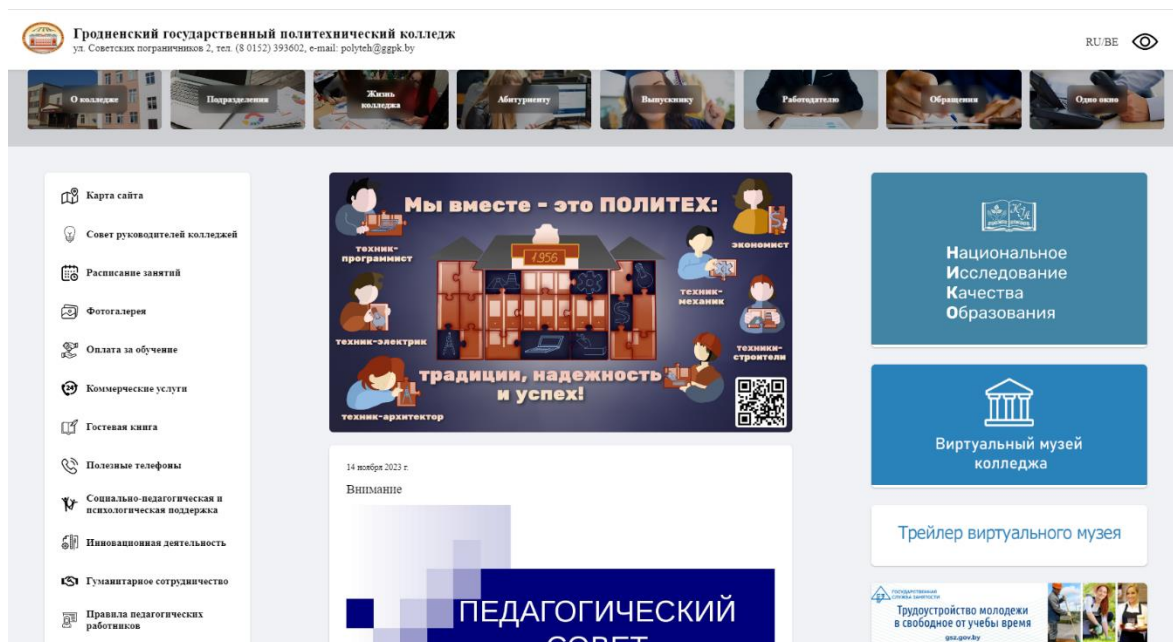 Гродненский государственный политехнический колледж
ул. Советских пограничников 2, тел. (8 0152) 393602, e-mail: polyteh@ggpk.by
RU/BE
О колледже
Подразделения
Жизнь
колледжа
Абитуриенту
Выпускнику
Работодателю
Обращения
Одно окно
Карта сайта
Совет руководителей колледжей
Расписание занятий
Фотогалерея
Оплата за обучение
Коммерческие услуги
Гостевая книга
Полезные телефоны
Социально-педагогическая и
психологическая поддержка
Инновационная деятельность
Гуманитарное сотрудничество
Правила педагогических
работников
Мы вместе - это ПОЛИТЕХ:
техник-
программист
1956
экономист
техник-
механик
техник-электрик
техники-
строители
традиции, надежность
и успех!
техник-архитектор
14 ноября 2023 г.
Внимание
ПЕДАГОГИЧЕСКИЙ
СОВЕТ
Национальное
Исследование
Качества
Образования
Виртуальный музей
колледжа
Трейлер виртуального музея
ГОСУДАРСТВЕННАЯ
СЛУЖБА ЗАНЯТОСТИ
Трудоустройство молодежи
в свободное от учебы время
gsz.gov.by